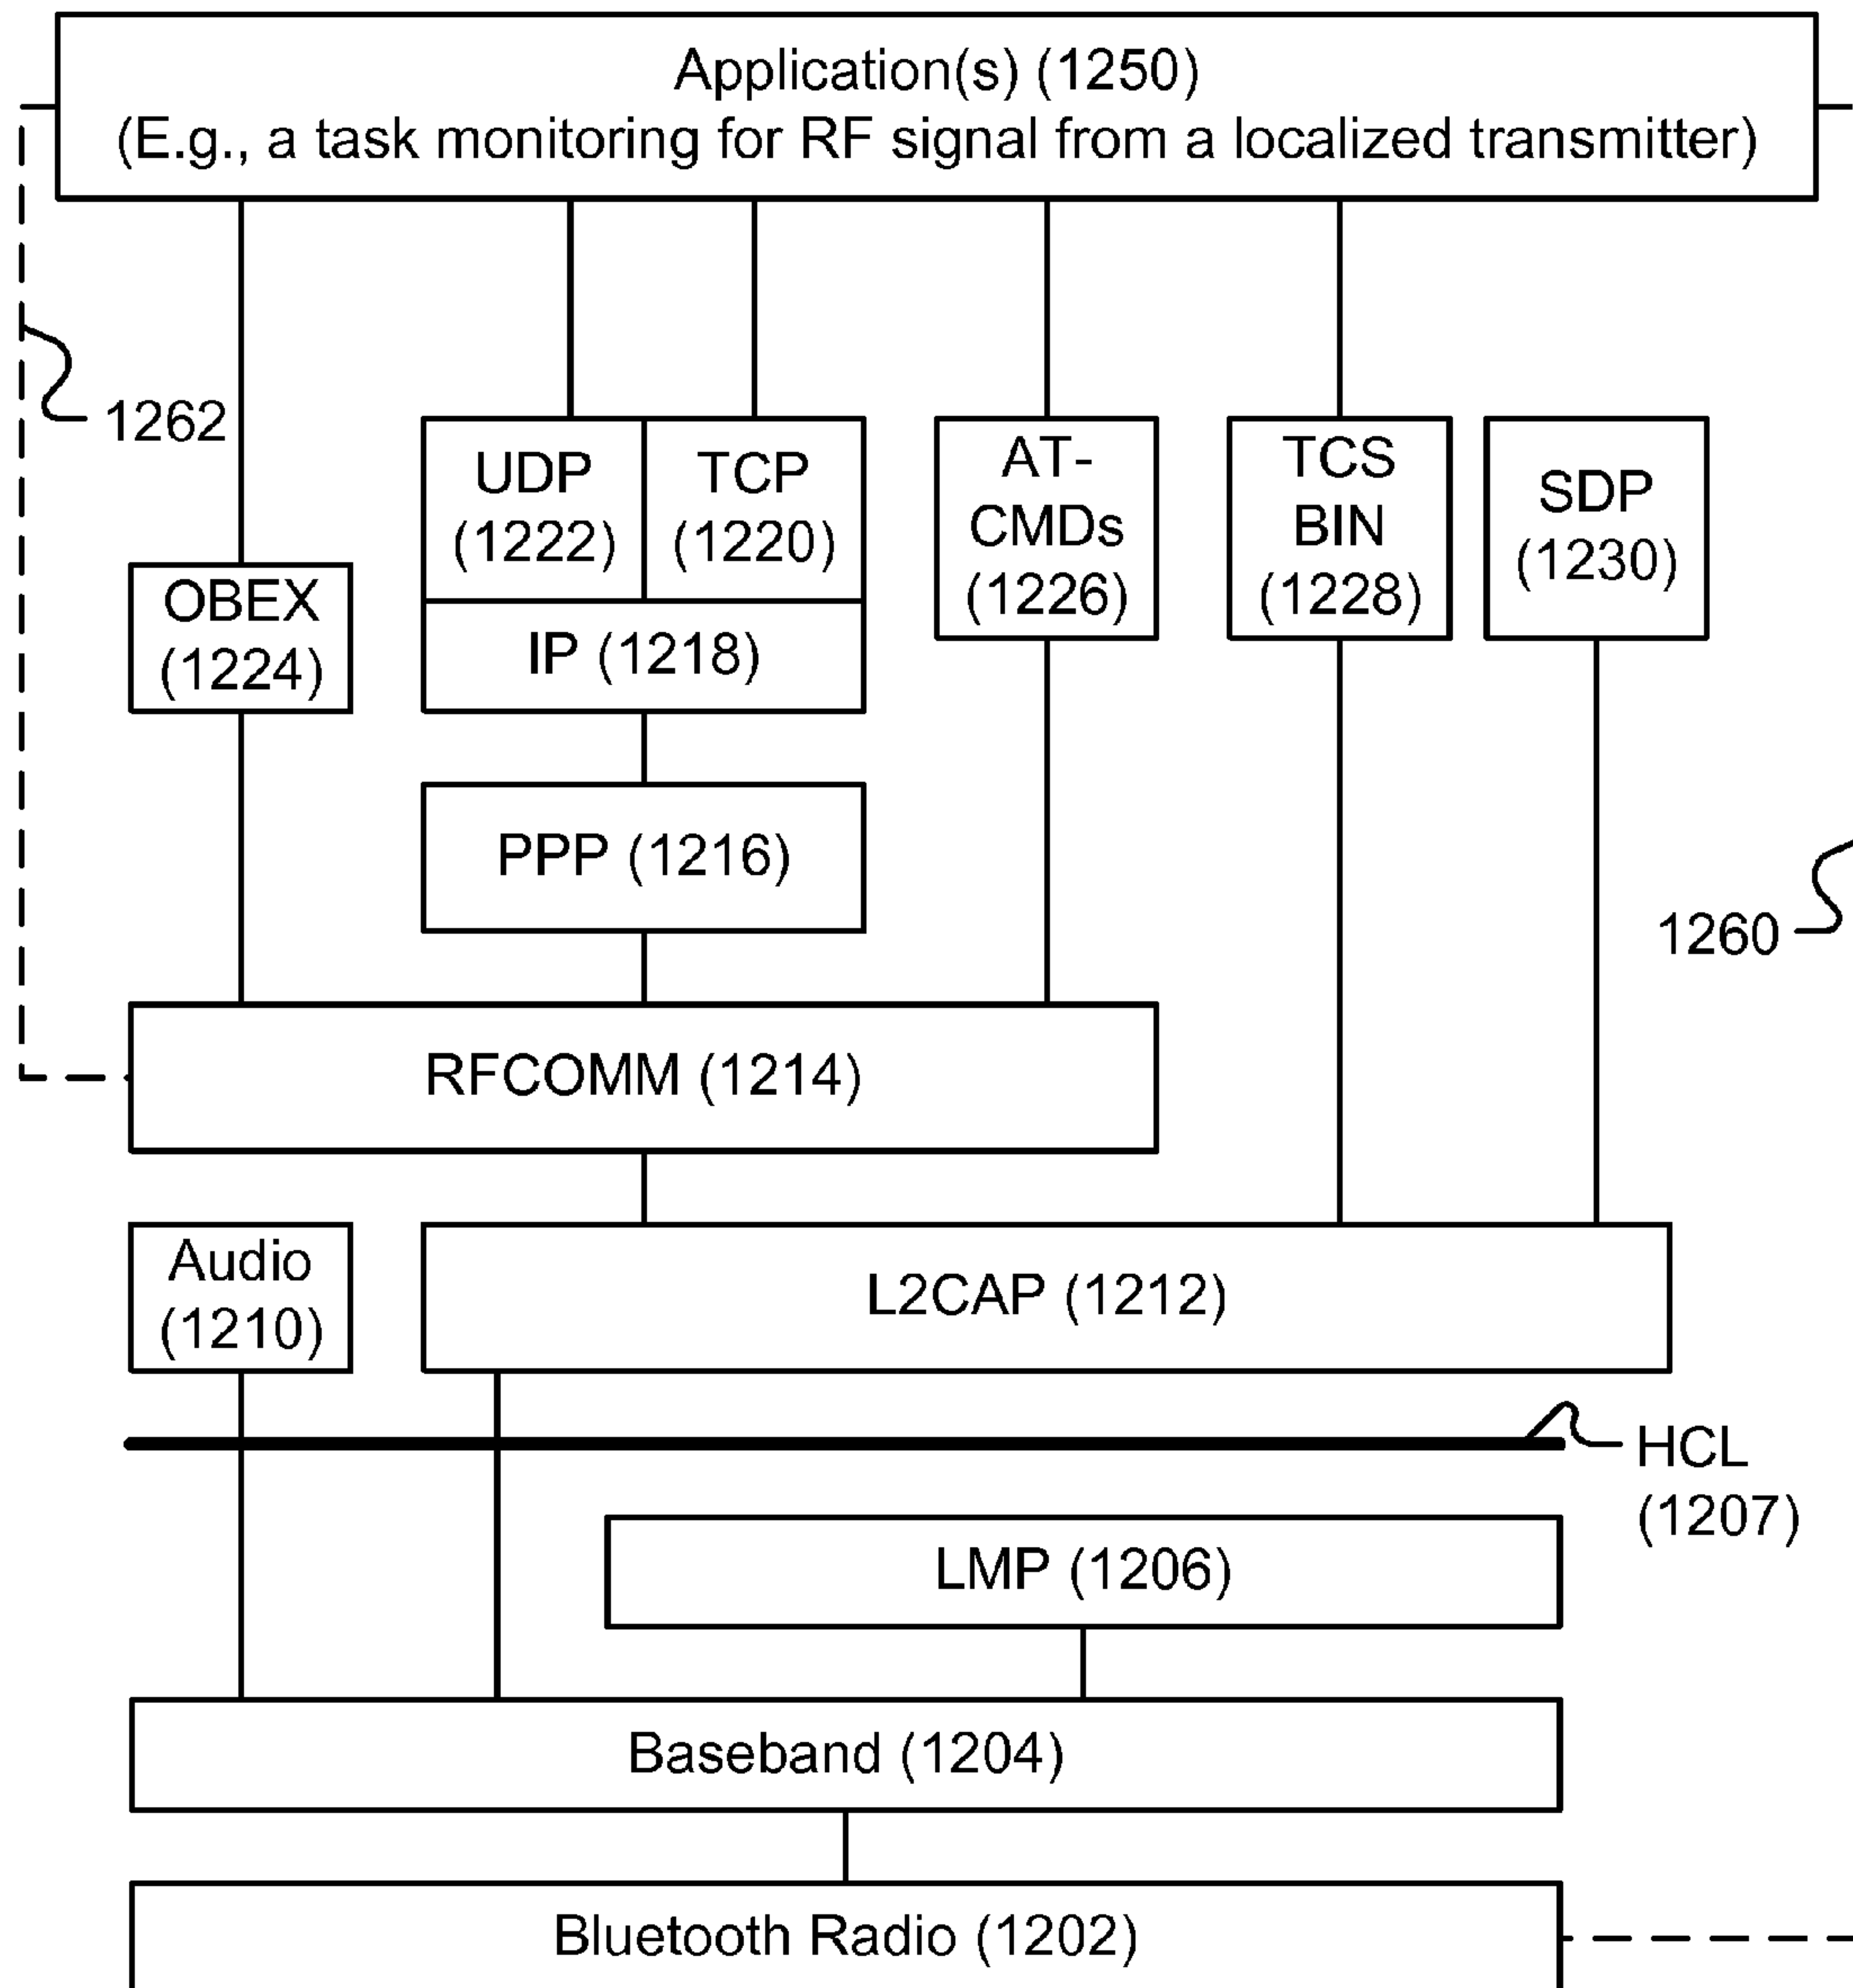 Application(s) (1250)
(E.g., a task monitoring for RF signal from a localized transmitter)
1262
UDP
(1222)
TCP
(1220)
AT-
CMDs
(1226)
TCS
BIN
(1228)
SDP
(1230)
OBEX
(1224)
IP (1218)
PPP (1216)
1260
RFCOMM (1214)
Audio
(1210)
L2CAP (1212)
HCL
(1207)
LMP (1206)
Baseband (1204)
Bluetooth Radio (1202)